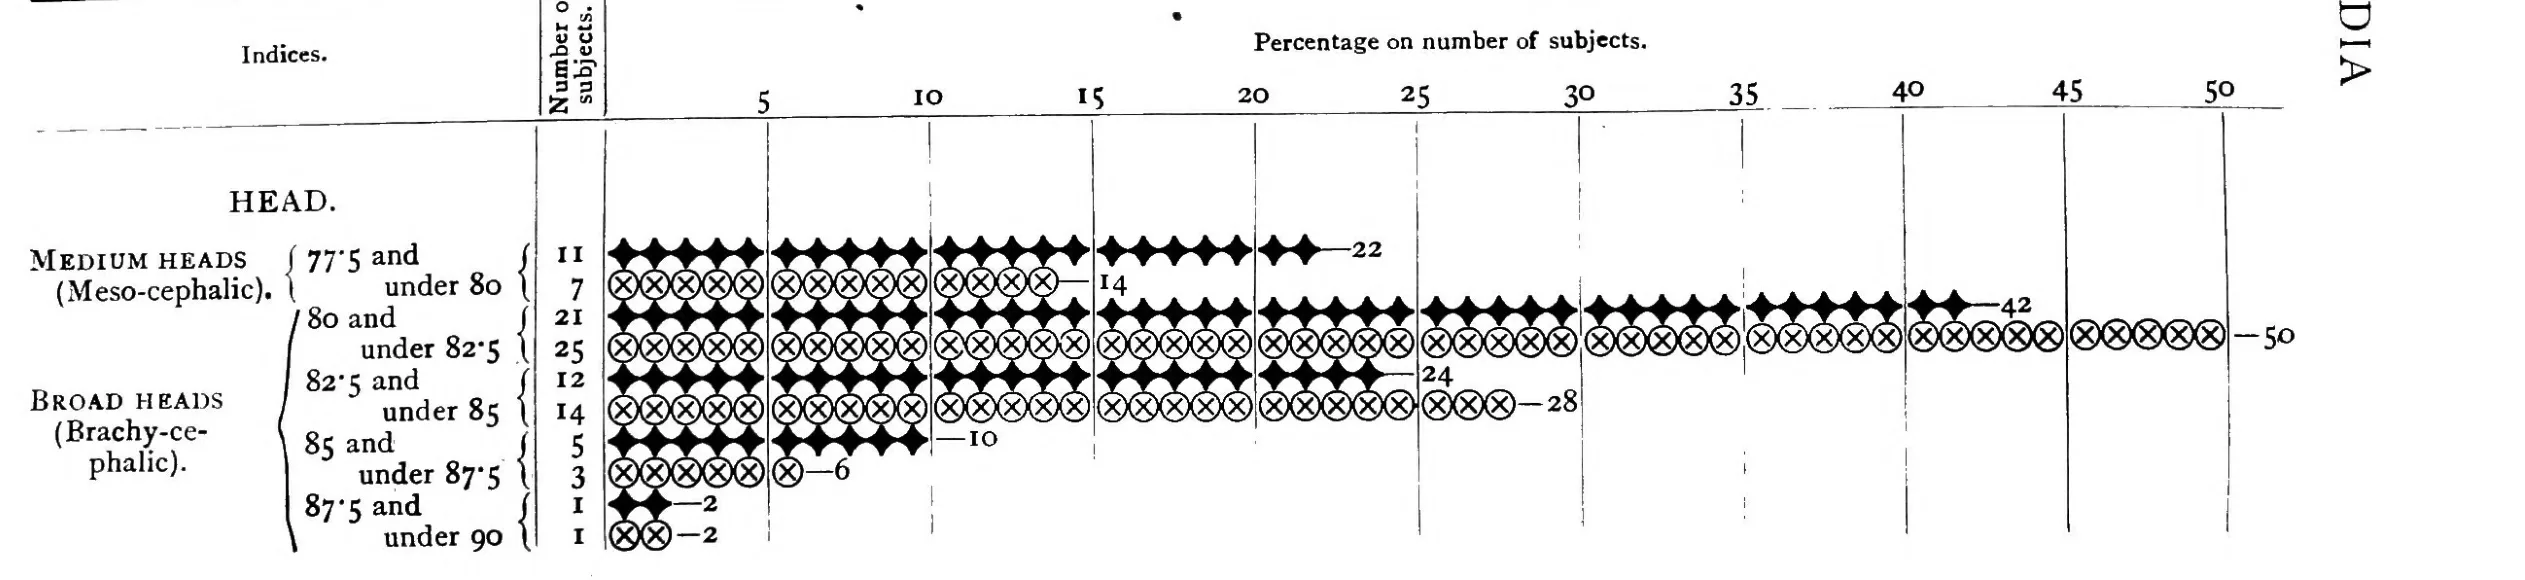 Indices.
Number o
subjects.
Percentage on number of subjects.
5 10 15 20 25 30 35 40 45 50
DIA
HEAD.
MEDIUM HEADS
(Meso-cephalic).
77·5 and
under 80
11
7
22
14
BROAD HEADS
(Brachy-ce-
phalic).
80 and
under 82·5
21
25
42
50
82·5 and
under 85
12
14
24
28
85 and
under 87·5
5
3
10
6
87·5 and
under 90
1
1
2
2